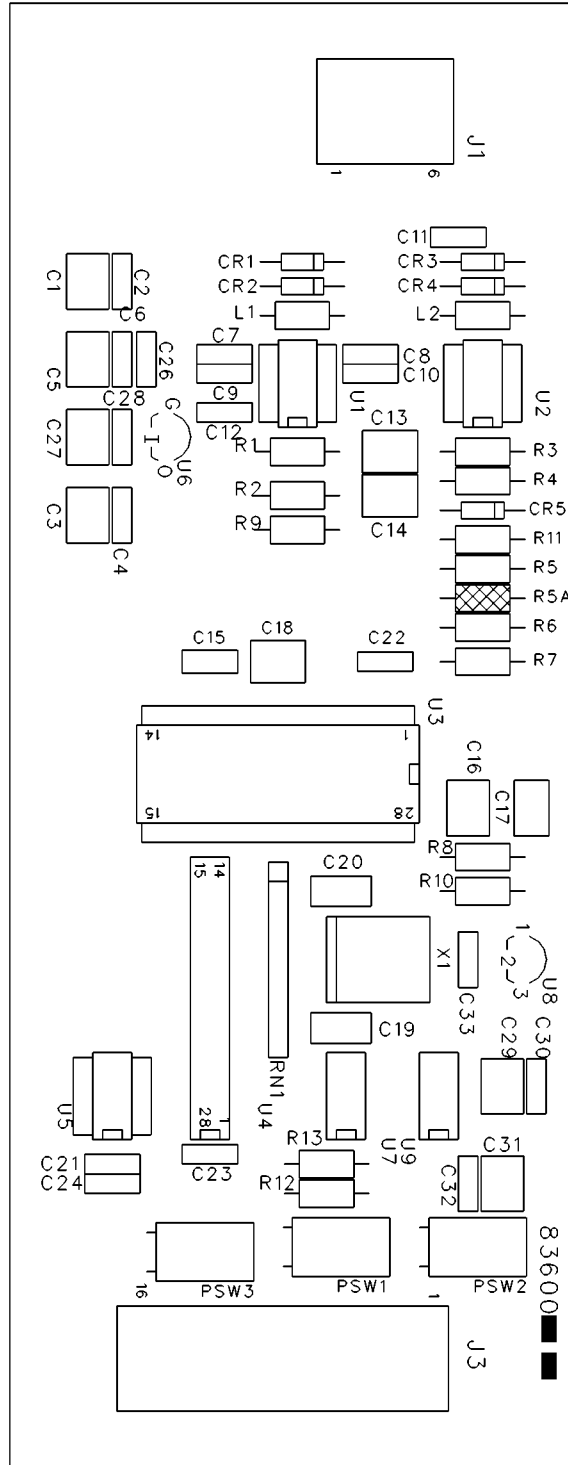 J1
1
6
C11
CR1
CR3
CR2
CR4
C1
C2
L1
L2
C6
C7
C8
C5
C26
C10
C28
C9
U1
U2
C12
G
I
O
U6
C27
C13
R1
R3
R2
R4
C3
C4
R9
C14
CR5
R11
R5
R5A
R6
R7
C15
C18
C22
U3
14
1
15
28
C16
C17
R8
R10
15
14
C20
X1
C33
1
2
3
U8
C19
C29
C30
RN1
U5
28
1
U4
U7
U9
R13
C21
C24
C23
R12
C32
C31
PSW3
PSW1
PSW2
83600
16
1
J3